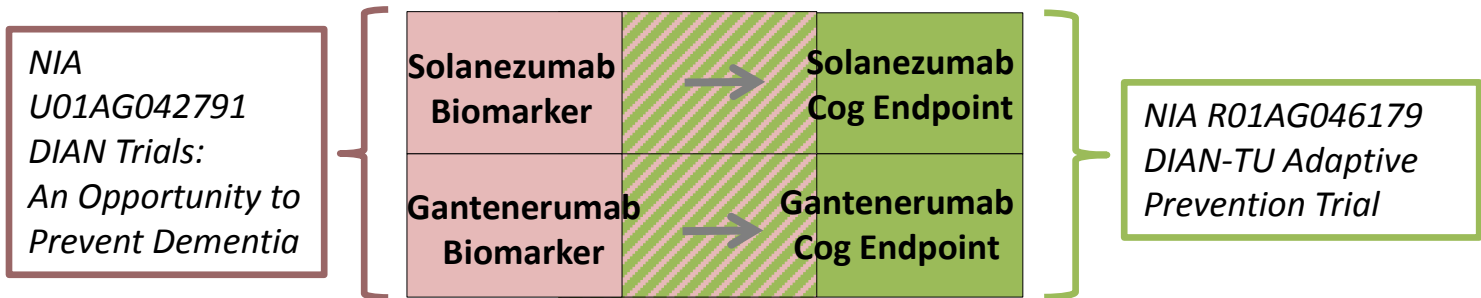 NIA
U01AG042791
DIAN Trials:
An Opportunity to
Prevent Dementia
Solanezumab
Biomarker
Solanezumab
Cog Endpoint
Gantenerumab
Biomarker
Gantenerumab
Cog Endpoint
NIA R01AG046179
DIAN-TU Adaptive
Prevention Trial